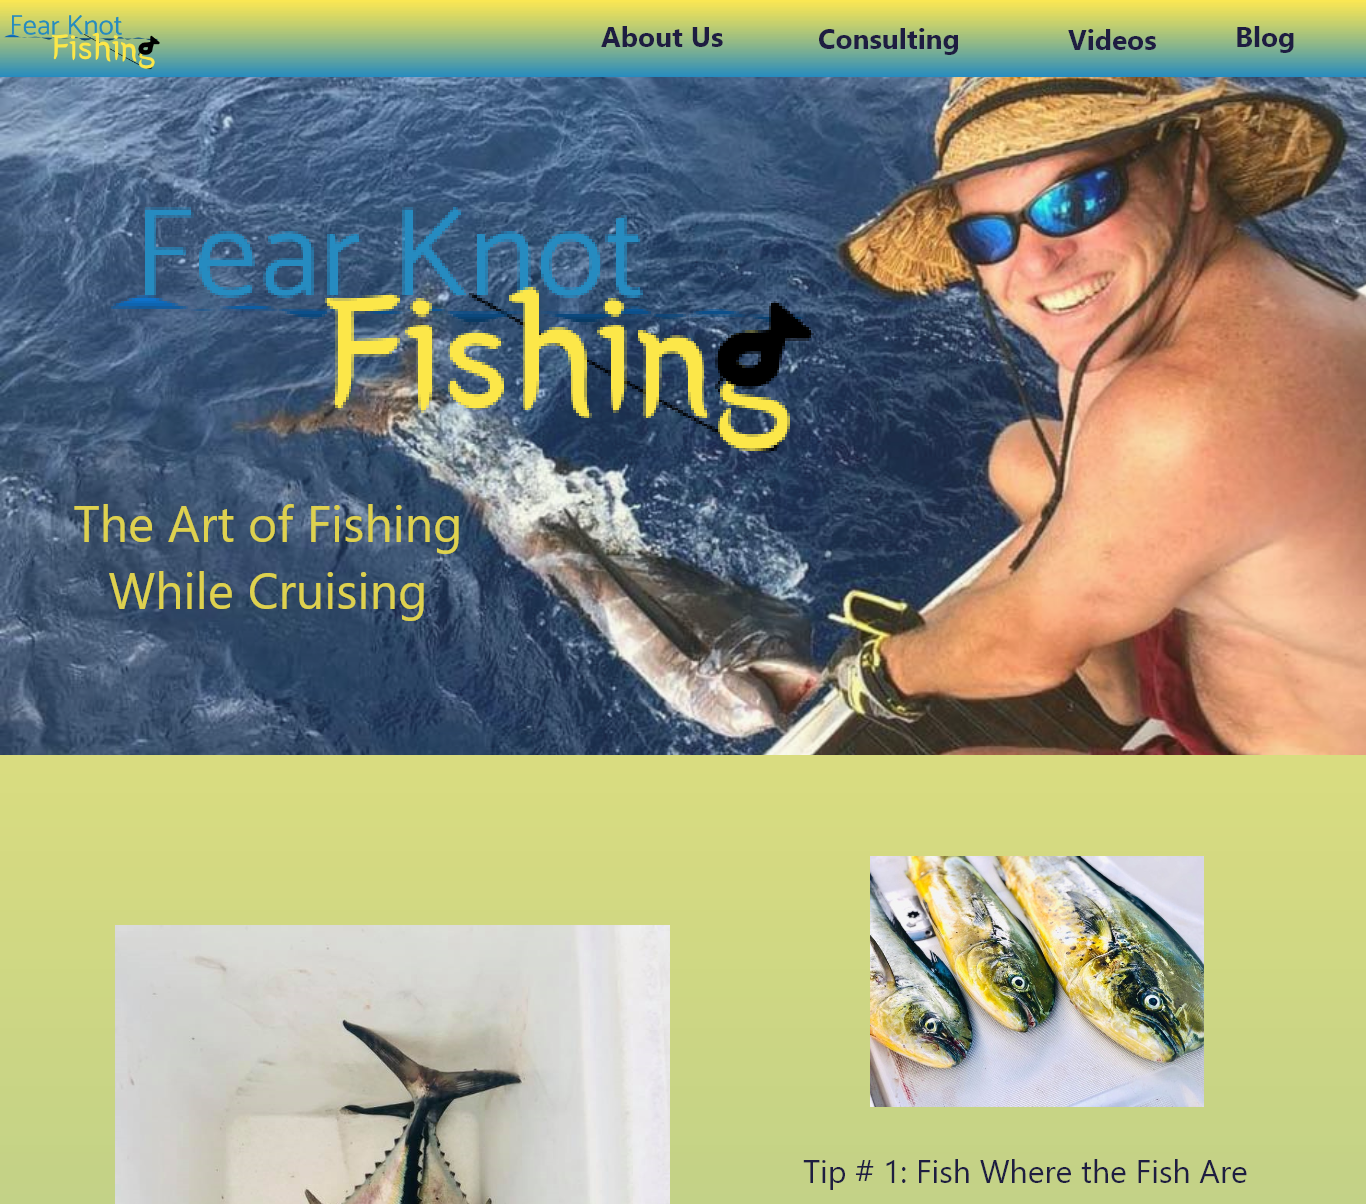 Fear Knot
Fishing
About Us
Consulting
Videos
Blog
Fear Knot
Fishing
The Art of Fishing
While Cruising
Tip # 1: Fish Where the Fish Are